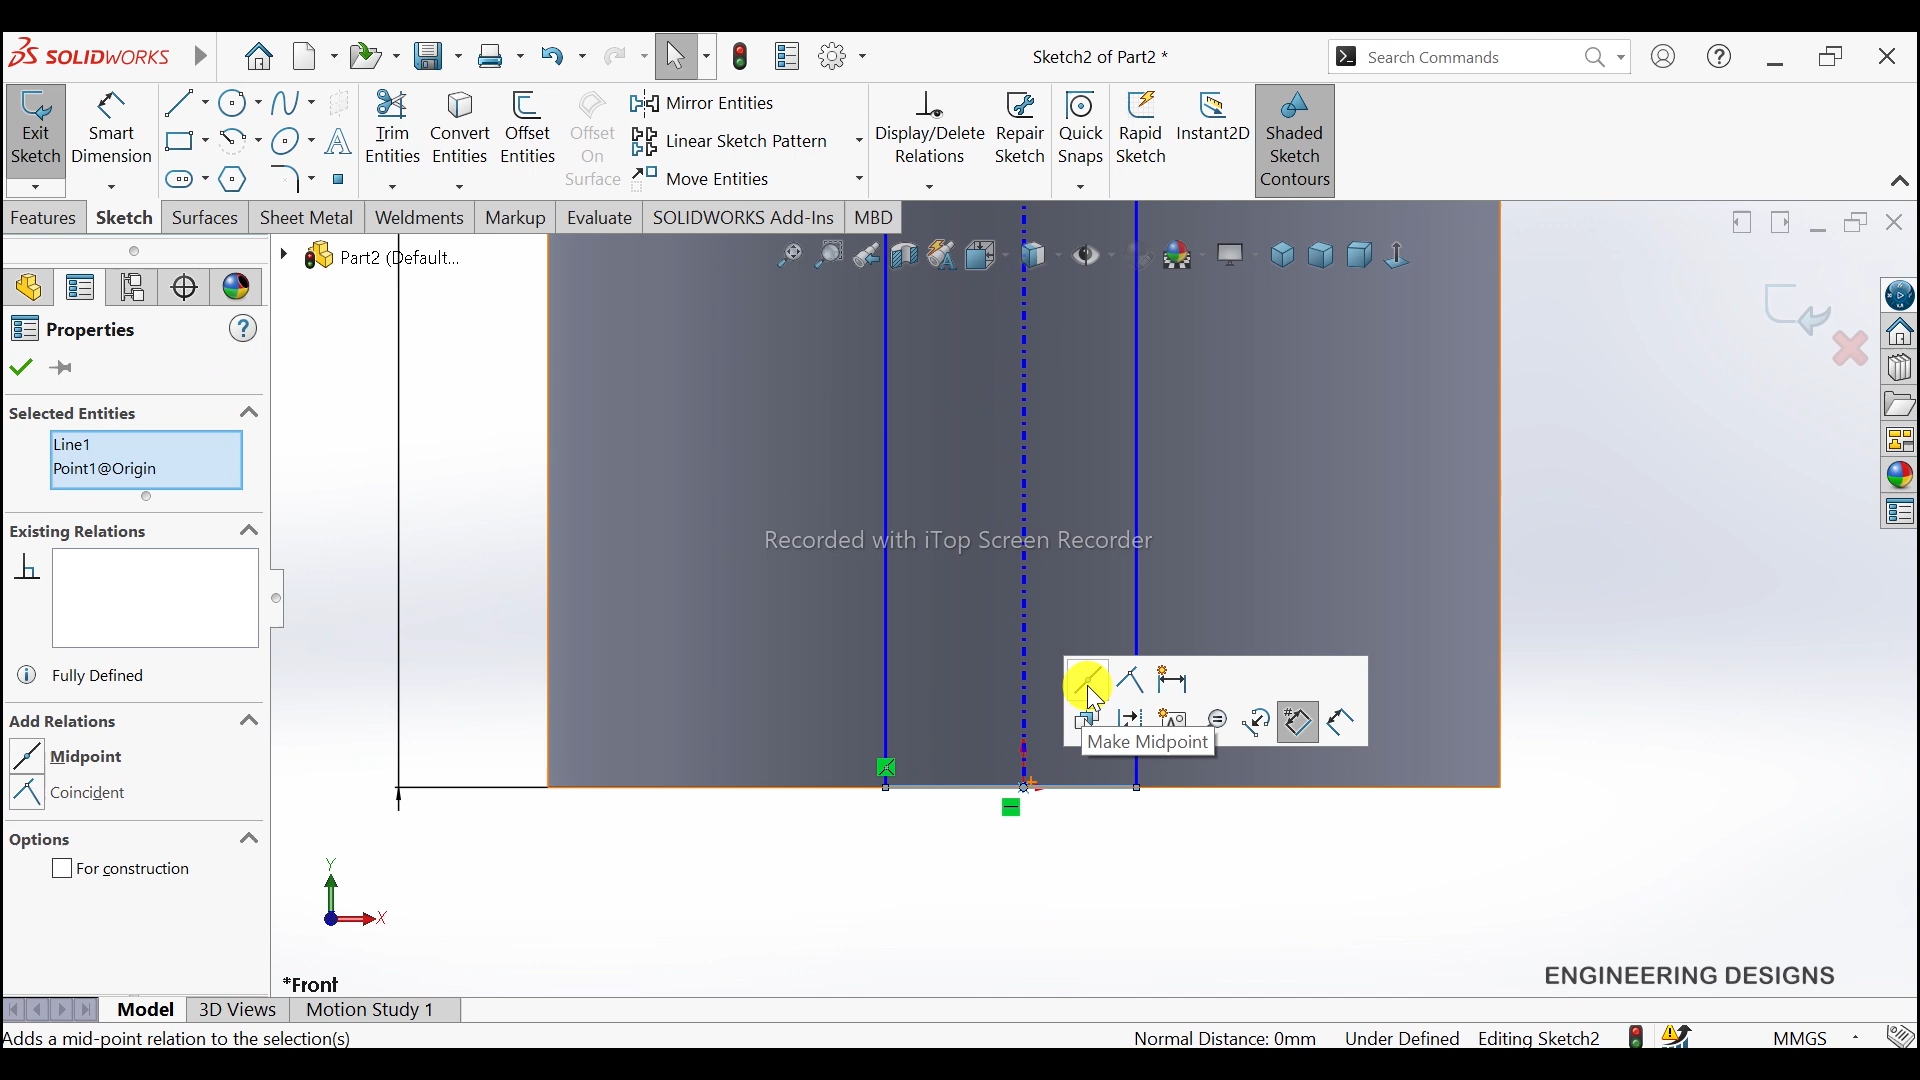 SOLIDWORKS
Sketch2 of Part2 *
Search Commands
Exit Sketch
Smart Dimension
Trim Entities
Convert Entities
Offset Entities
Offset On Surface
Mirror Entities
Linear Sketch Pattern
Move Entities
Display/Delete Relations
Repair Sketch
Quick Snaps
Rapid Sketch
Instant2D
Shaded Sketch Contours
Features
Sketch
Surfaces
Sheet Metal
Weldments
Markup
Evaluate
SOLIDWORKS Add-Ins
MBD
Part2 (Default...
Properties
Selected Entities
Line1
Point1@Origin
Existing Relations
Fully Defined
Add Relations
Midpoint
Coincident
Options
For construction
Recorded with iTop Screen Recorder
Make Midpoint
Y
X
*Front
ENGINEERING DESIGNS
Model
3D Views
Motion Study 1
Adds a mid-point relation to the selection(s)
Normal Distance: 0mm
Under Defined
Editing Sketch2
MMGS